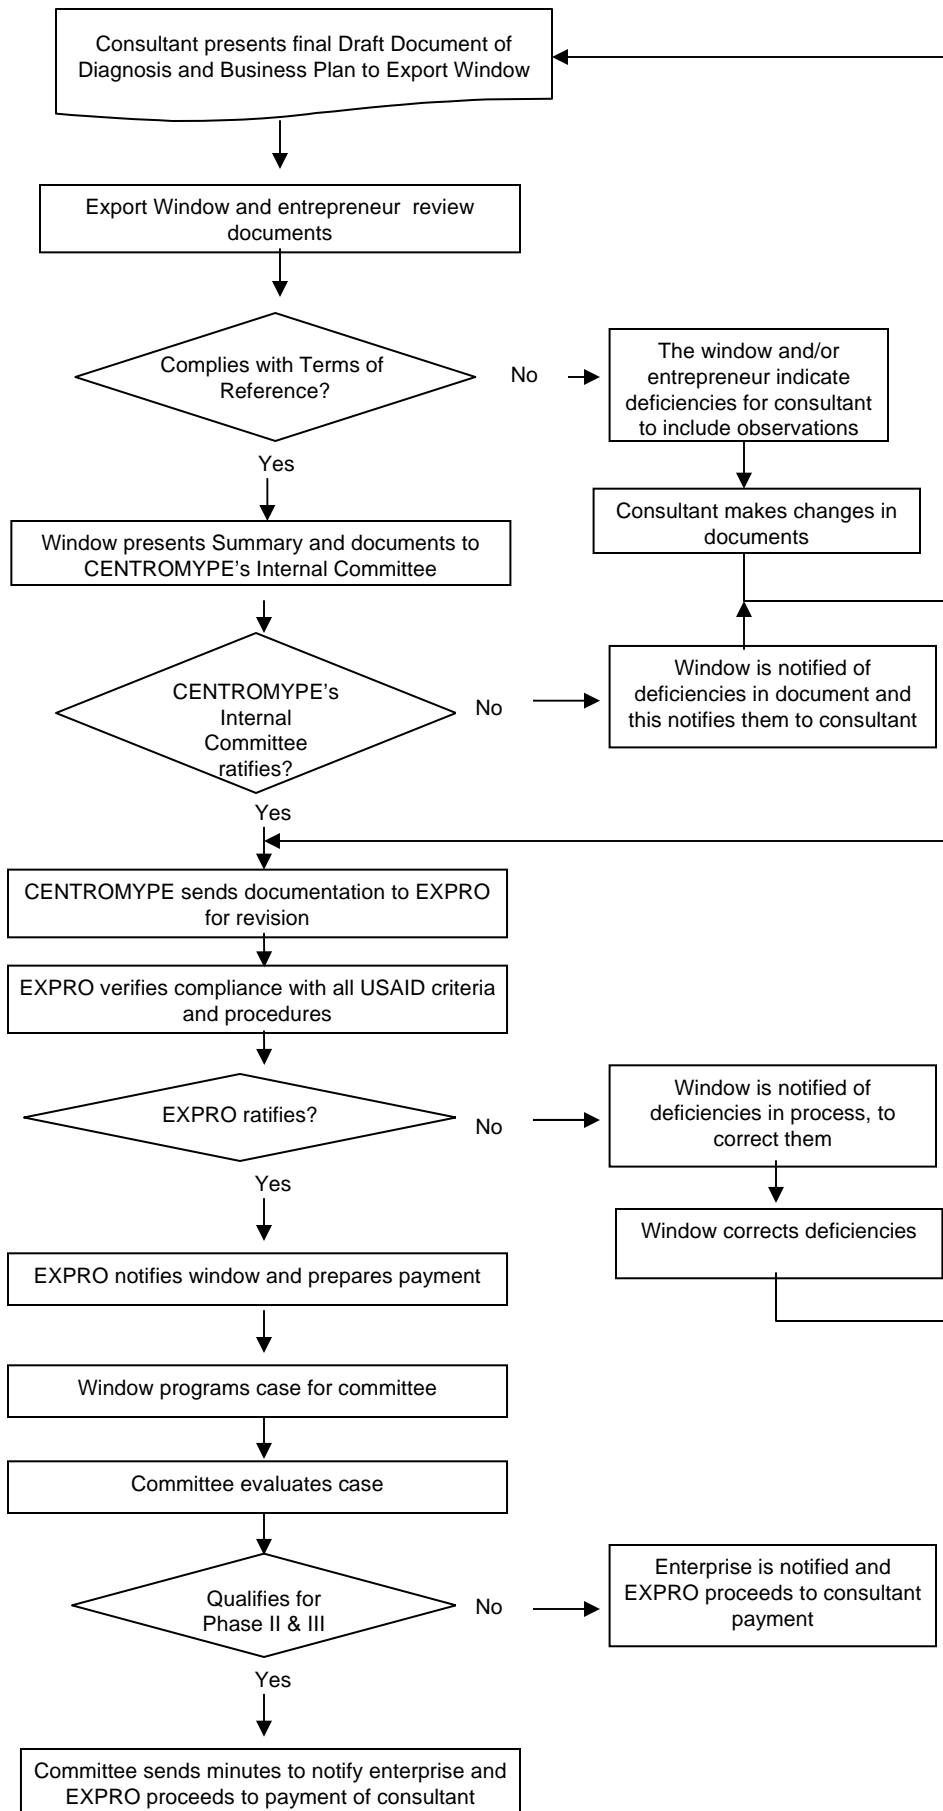 Consultant presents final Draft Document of
Diagnosis and Business Plan to Export Window
Export Window and entrepreneur review
documents
Complies with Terms of
Reference?
No
The window and/or
entrepreneur indicate
deficiencies for consultant
to include observations
Yes
Consultant makes changes in
documents
Window presents Summary and documents to
CENTROMYPE's Internal Committee
CENTROMYPE's
Internal
Committee
ratifies?
No
Window is notified of
deficiencies in document and
this notifies them to consultant
Yes
CENTROMYPE sends documentation to EXPRO
for revision
EXPRO verifies compliance with all USAID criteria
and procedures
EXPRO ratifies?
No
Window is notified of
deficiencies in process, to
correct them
Yes
Window corrects deficiencies
EXPRO notifies window and prepares payment
Window programs case for committee
Committee evaluates case
Qualifies for
Phase II & III
No
Enterprise is notified and
EXPRO proceeds to consultant
payment
Yes
Committee sends minutes to notify enterprise and
EXPRO proceeds to payment of consultant